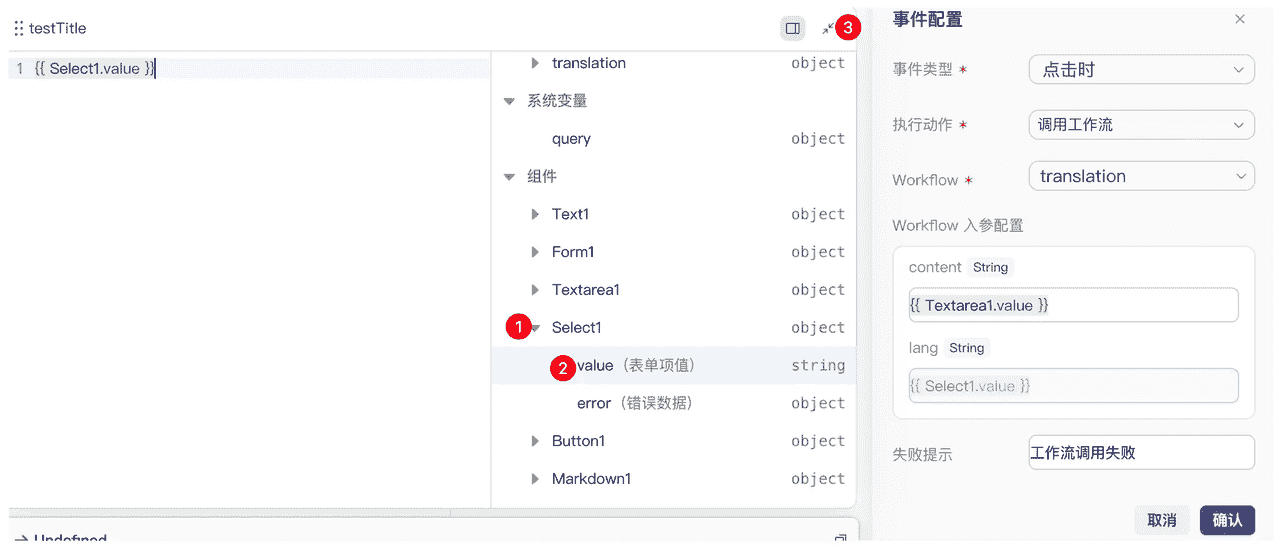 testTitle
3
1 {{ Select1.value }}
translation object
系统变量
query object
组件
Text1 object
Form1 object
Textarea1 object
1 Select1 object
2 value（表单项值） string
error（错误数据） object
Button1 object
Markdown1 object
Undefined
事件配置
事件类型 * 点击时
执行动作 * 调用工作流
Workflow * translation
Workflow 入参配置
content String
{{ Textarea1.value }}
lang String
{{ Select1.value }}
失败提示 工作流调用失败
取消 确认